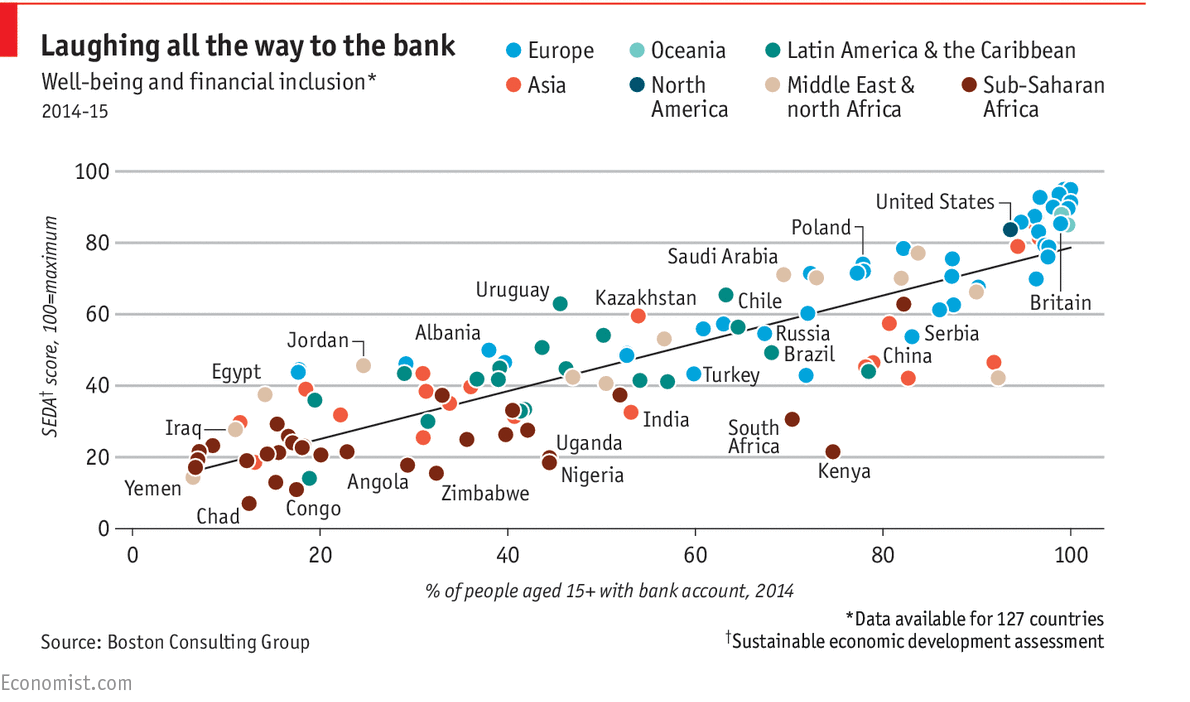 Laughing all the way to the bank
Well-being and financial inclusion*
2014-15
Europe
Oceania
Latin America & the Caribbean
Asia
North
America
Middle East &
north Africa
Sub-Saharan
Africa
SEDA† score, 100=maximum
100
80
60
40
20
0
United States
Poland
Saudi Arabia
Uruguay
Kazakhstan
Chile
Britain
Jordan
Albania
Russia
Serbia
Brazil
China
Egypt
Turkey
Iraq
India
South
Africa
Uganda
Kenya
Yemen
Angola
Nigeria
Zimbabwe
Chad
Congo
0
20
40
60
80
100
% of people aged 15+ with bank account, 2014
*Data available for 127 countries
Source: Boston Consulting Group
†Sustainable economic development assessment
Economist.com